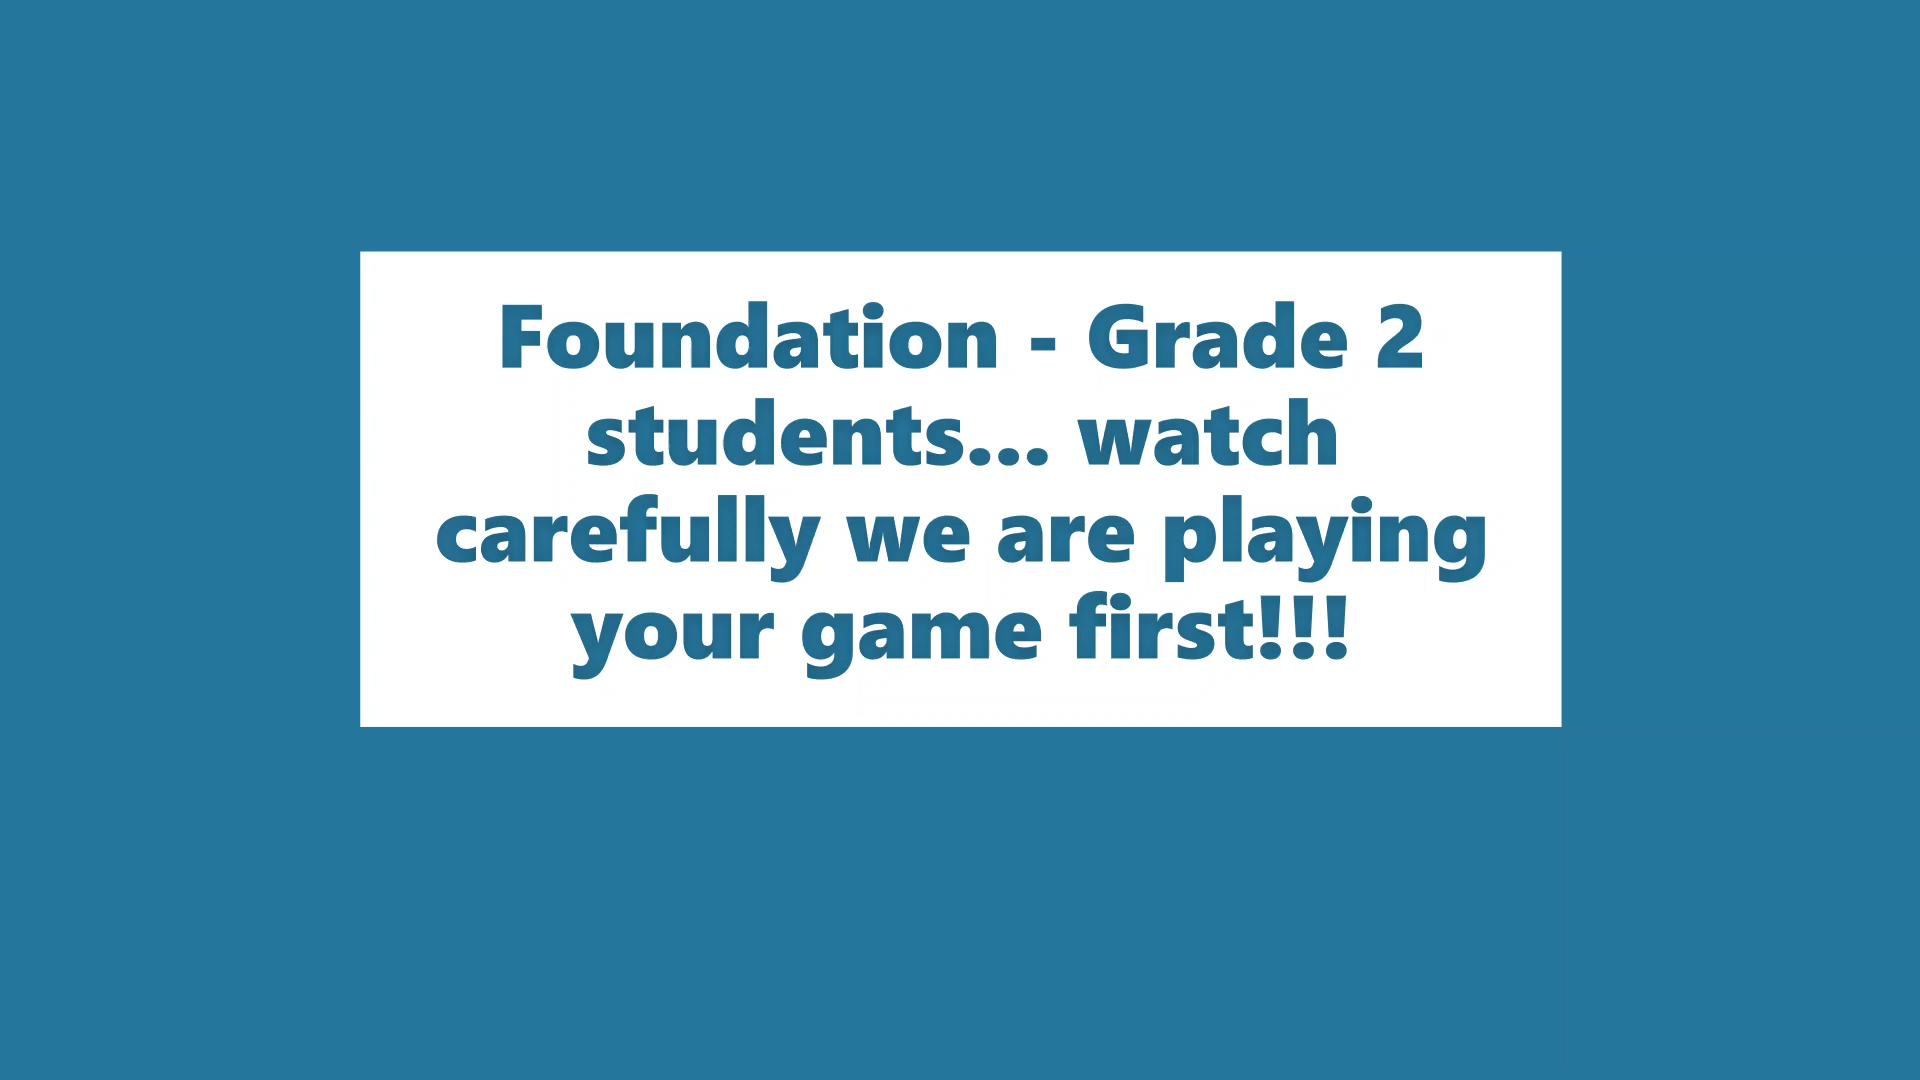 Foundation - Grade 2
students... watch
carefully we are playing
your game first!!!